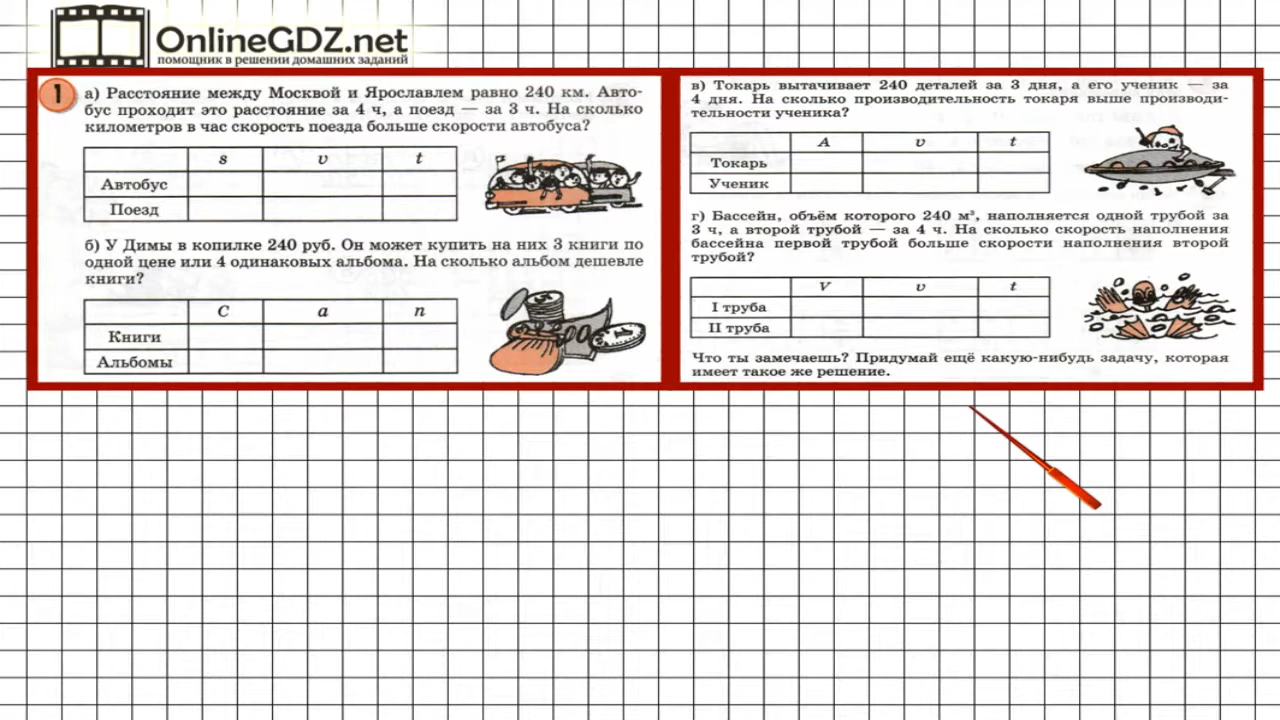 OnlineGDZ.net
помощник в решении домашних заданий
1
а) Расстояние между Москвой и Ярославлем равно 240 км. Авто-
бус проходит это расстояние за 4 ч, а поезд — за 3 ч. На сколько
километров в час скорость поезда больше скорости автобуса?
s v t
Автобус
Поезд
б) У Димы в копилке 240 руб. Он может купить на них 3 книги по
одной цене или 4 одинаковых альбома. На сколько альбом дешевле
книги?
C a n
Книги
Альбомы
в) Токарь вытачивает 240 деталей за 3 дня, а его ученик — за
4 дня. На сколько производительность токаря выше производи-
тельности ученика?
A v t
Токарь
Ученик
г) Бассейн, объём которого 240 м³, наполняется одной трубой за
3 ч, а второй трубой — за 4 ч. На сколько скорость наполнения
бассейна первой трубой больше скорости наполнения второй
трубой?
V v t
I труба
II труба
Что ты замечаешь? Придумай ещё какую-нибудь задачу, которая
имеет такое же решение.